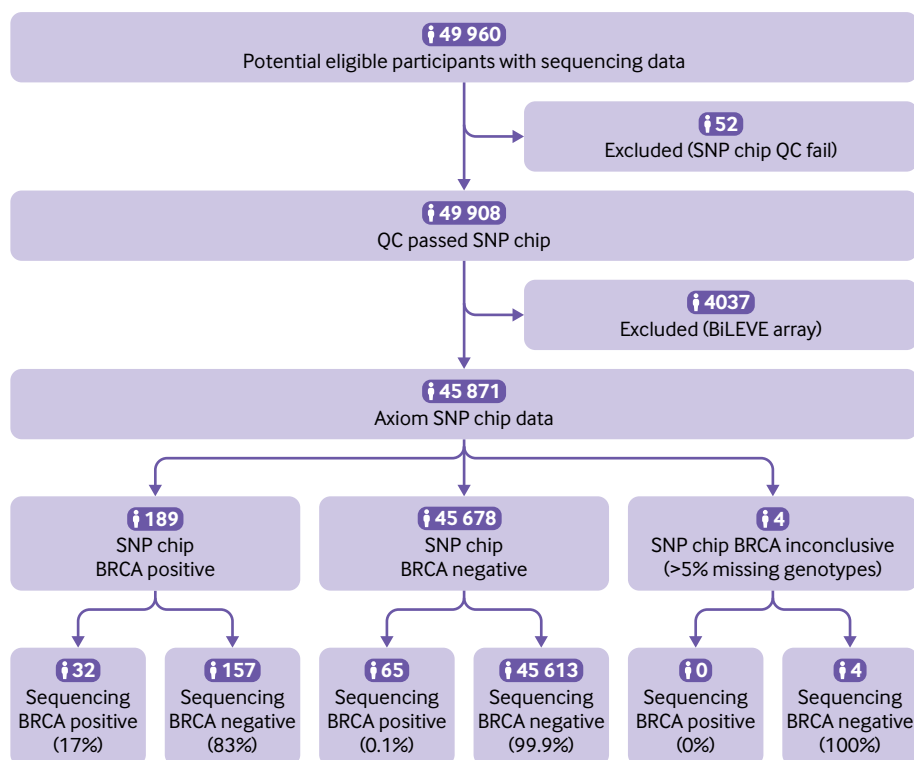 49 960
Potential eligible participants with sequencing data
52
Excluded (SNP chip QC fail)
49 908
QC passed SNP chip
4037
Excluded (BiLEVE array)
45 871
Axiom SNP chip data
189
SNP chip
BRCA positive
45 678
SNP chip
BRCA negative
4
SNP chip BRCA inconclusive
(>5% missing genotypes)
32
Sequencing
BRCA positive
(17%)
157
Sequencing
BRCA negative
(83%)
65
Sequencing
BRCA positive
(0.1%)
45 613
Sequencing
BRCA negative
(99.9%)
0
Sequencing
BRCA positive
(0%)
4
Sequencing
BRCA negative
(100%)